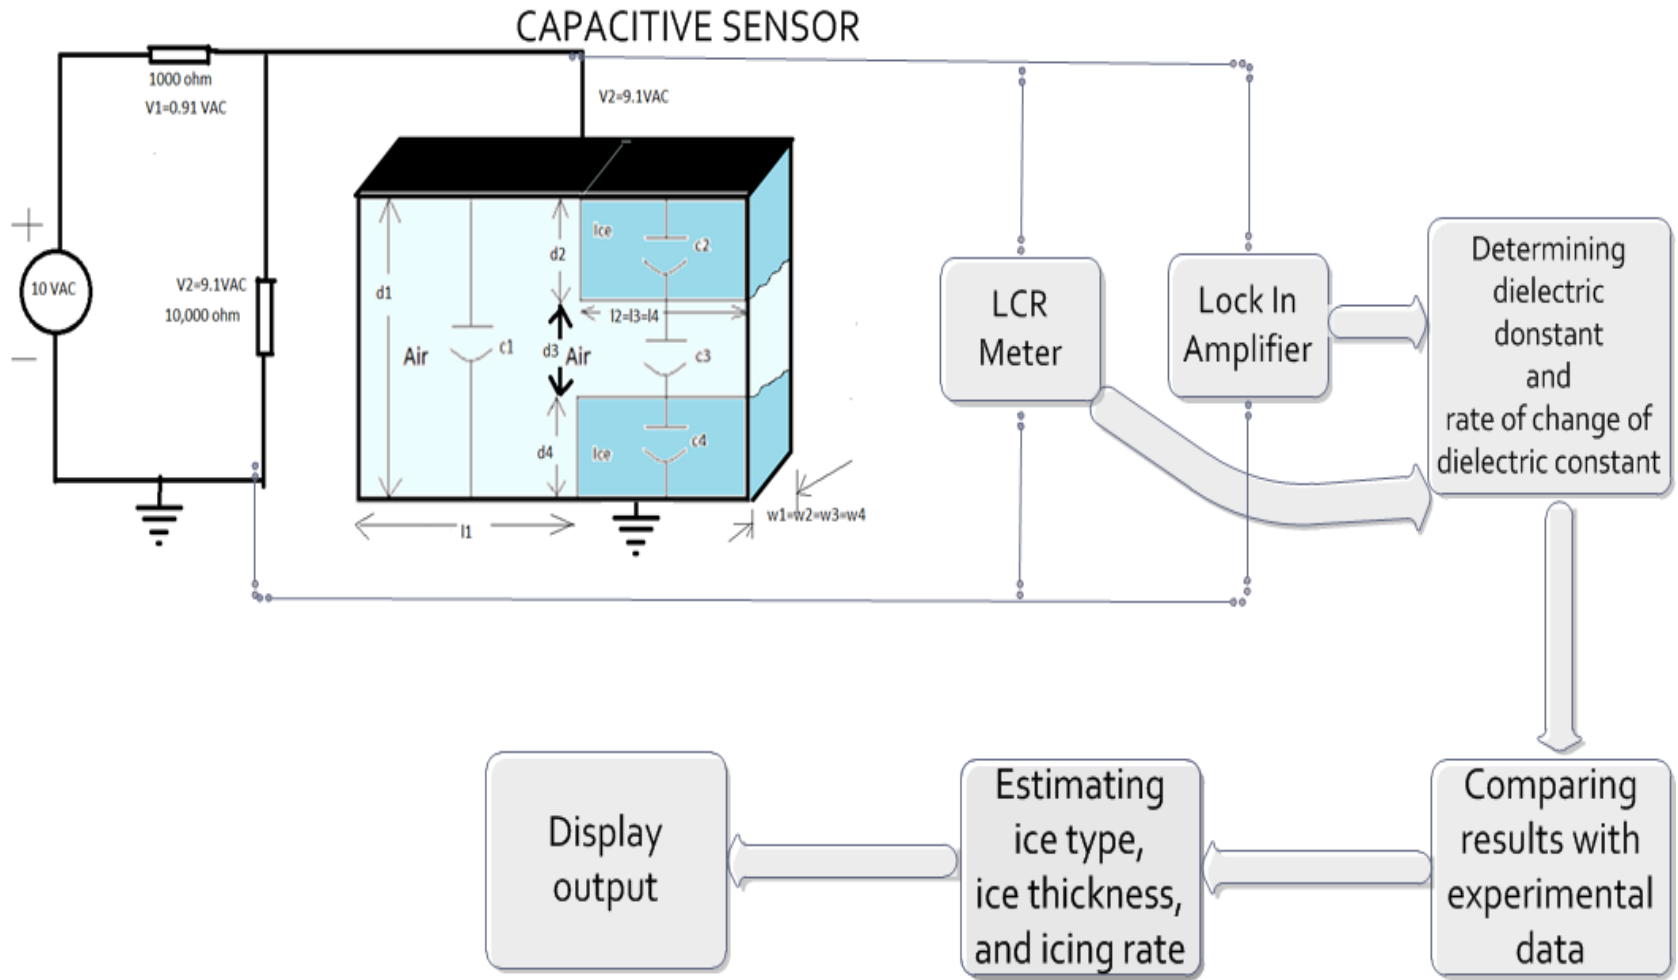 CAPACITIVE SENSOR
1000 ohm
V1=0.91 VAC
V2=9.1VAC
+
10 VAC
−
V2=9.1VAC
10,000 ohm
Ice
c2
d2
d1
l2=l3=l4
Air
c1
d3
Air
c3
d4
Ice
c4
l1
w1=w2=w3=w4
LCR
Meter
Lock In
Amplifier
Determining
dielectric
donstant
and
rate of change of
dielectric constant
Comparing
results with
experimental
data
Estimating
ice type,
ice thickness,
and icing rate
Display
output